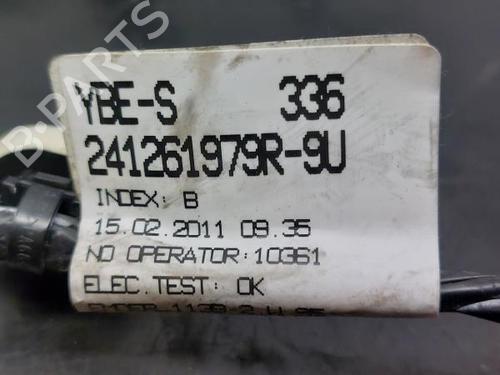 YBE-S 336
241261979R-9U
INDEX: B
15.02.2011 09.35
NO OPERATOR:10361
ELEC.TEST: OK
B-PARTS